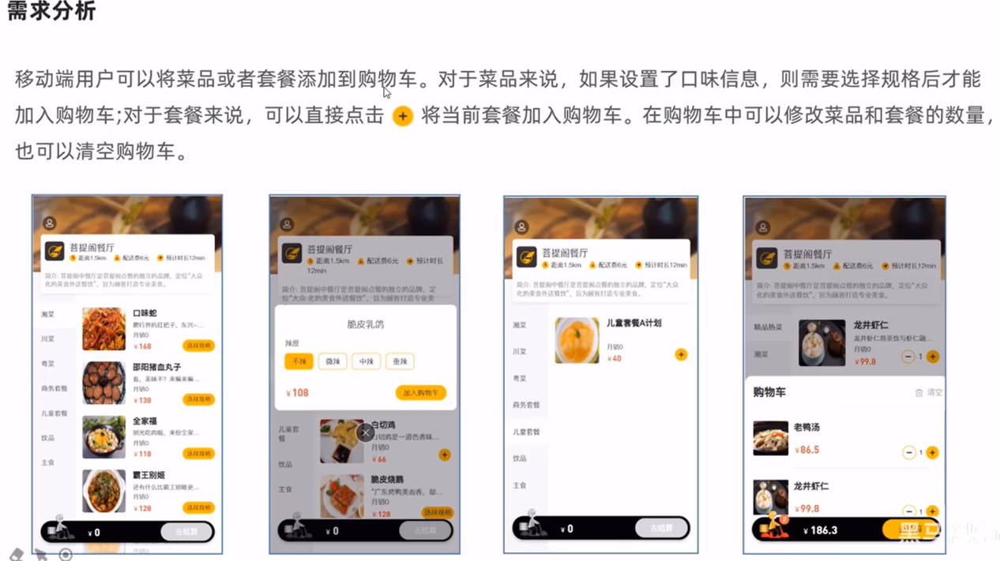 需求分析
移动端用户可以将菜品或者套餐添加到购物车。对于菜品来说，如果设置了口味信息，则需要选择规格后才能
加入购物车;对于套餐来说，可以直接点击 + 将当前套餐加入购物车。在购物车中可以修改菜品和套餐的数量，
也可以清空购物车。
菩提阁餐厅
距离1.5km 配送费6元 预计时长12min
简介: 菩提阁中餐厅是菩提阁点餐的独立的品牌，定位“大众
化的美食外送餐饮”，旨为顾客打造专业美食。
湘菜
川菜
粤菜
商务套餐
儿童套餐
饮品
主食
口味蛇
爬行界的扛把子，东兴-...
月销0
¥168 选择规格
邵阳猪血丸子
看，美味不？来嘛来嘛...
月销0
¥138 选择规格
全家福
别光吃肉啦，来份全家...
月销0
¥118 选择规格
霸王别姬
还有什么比霸王别姬更...
月销0
¥128 选择规格
¥0 去结算
菩提阁餐厅
距离1.5km 配送费6元 预计时长
12min
简介: 菩提阁中餐厅是菩提阁点餐的独立的品牌，定
位“大众 化的美食外送餐饮”，旨为顾客打造专业美
脆皮乳鸽
辣度
不辣 微辣 中辣 重辣
¥108 加入购物车
儿童套
餐
饮品
主食
白切鸡
白切鸡是一道色香味...
月销0
¥66
脆皮烧鹅
“广东烤鸭美而香，却...
月销0
¥128 选择规格
¥0 去结算
菩提阁餐厅
距离1.5km 配送费6元 预计时长12min
简介: 菩提阁中餐厅是菩提阁点餐的独立的品牌，定位“大众
化的美食外送餐饮”，旨为顾客打造专业美食。
湘菜
川菜
粤菜
商务套餐
儿童套餐
饮品
主食
儿童套餐A计划
月销0
¥40
¥0 去结算
菩提阁餐厅
距离1.5km 配送费6元 预计时长12min
简介: 菩提阁中餐厅是菩提阁点餐的独立的品牌，定位“大众
化的美食外送餐饮”，旨为顾客打造专业美食。
精品热菜
湘菜
龙井虾仁
龙井虾仁将茶饮与虾仁融...
月销0
¥99.8 1
购物车 清空
老鸭汤
¥86.5
1
龙井虾仁
¥99.8
1
2
¥186.3